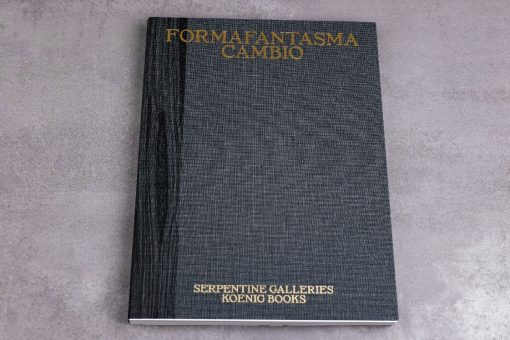 FORMAFANTASMA
CAMBIO
SERPENTINE GALLERIES
KOENIG BOOKS